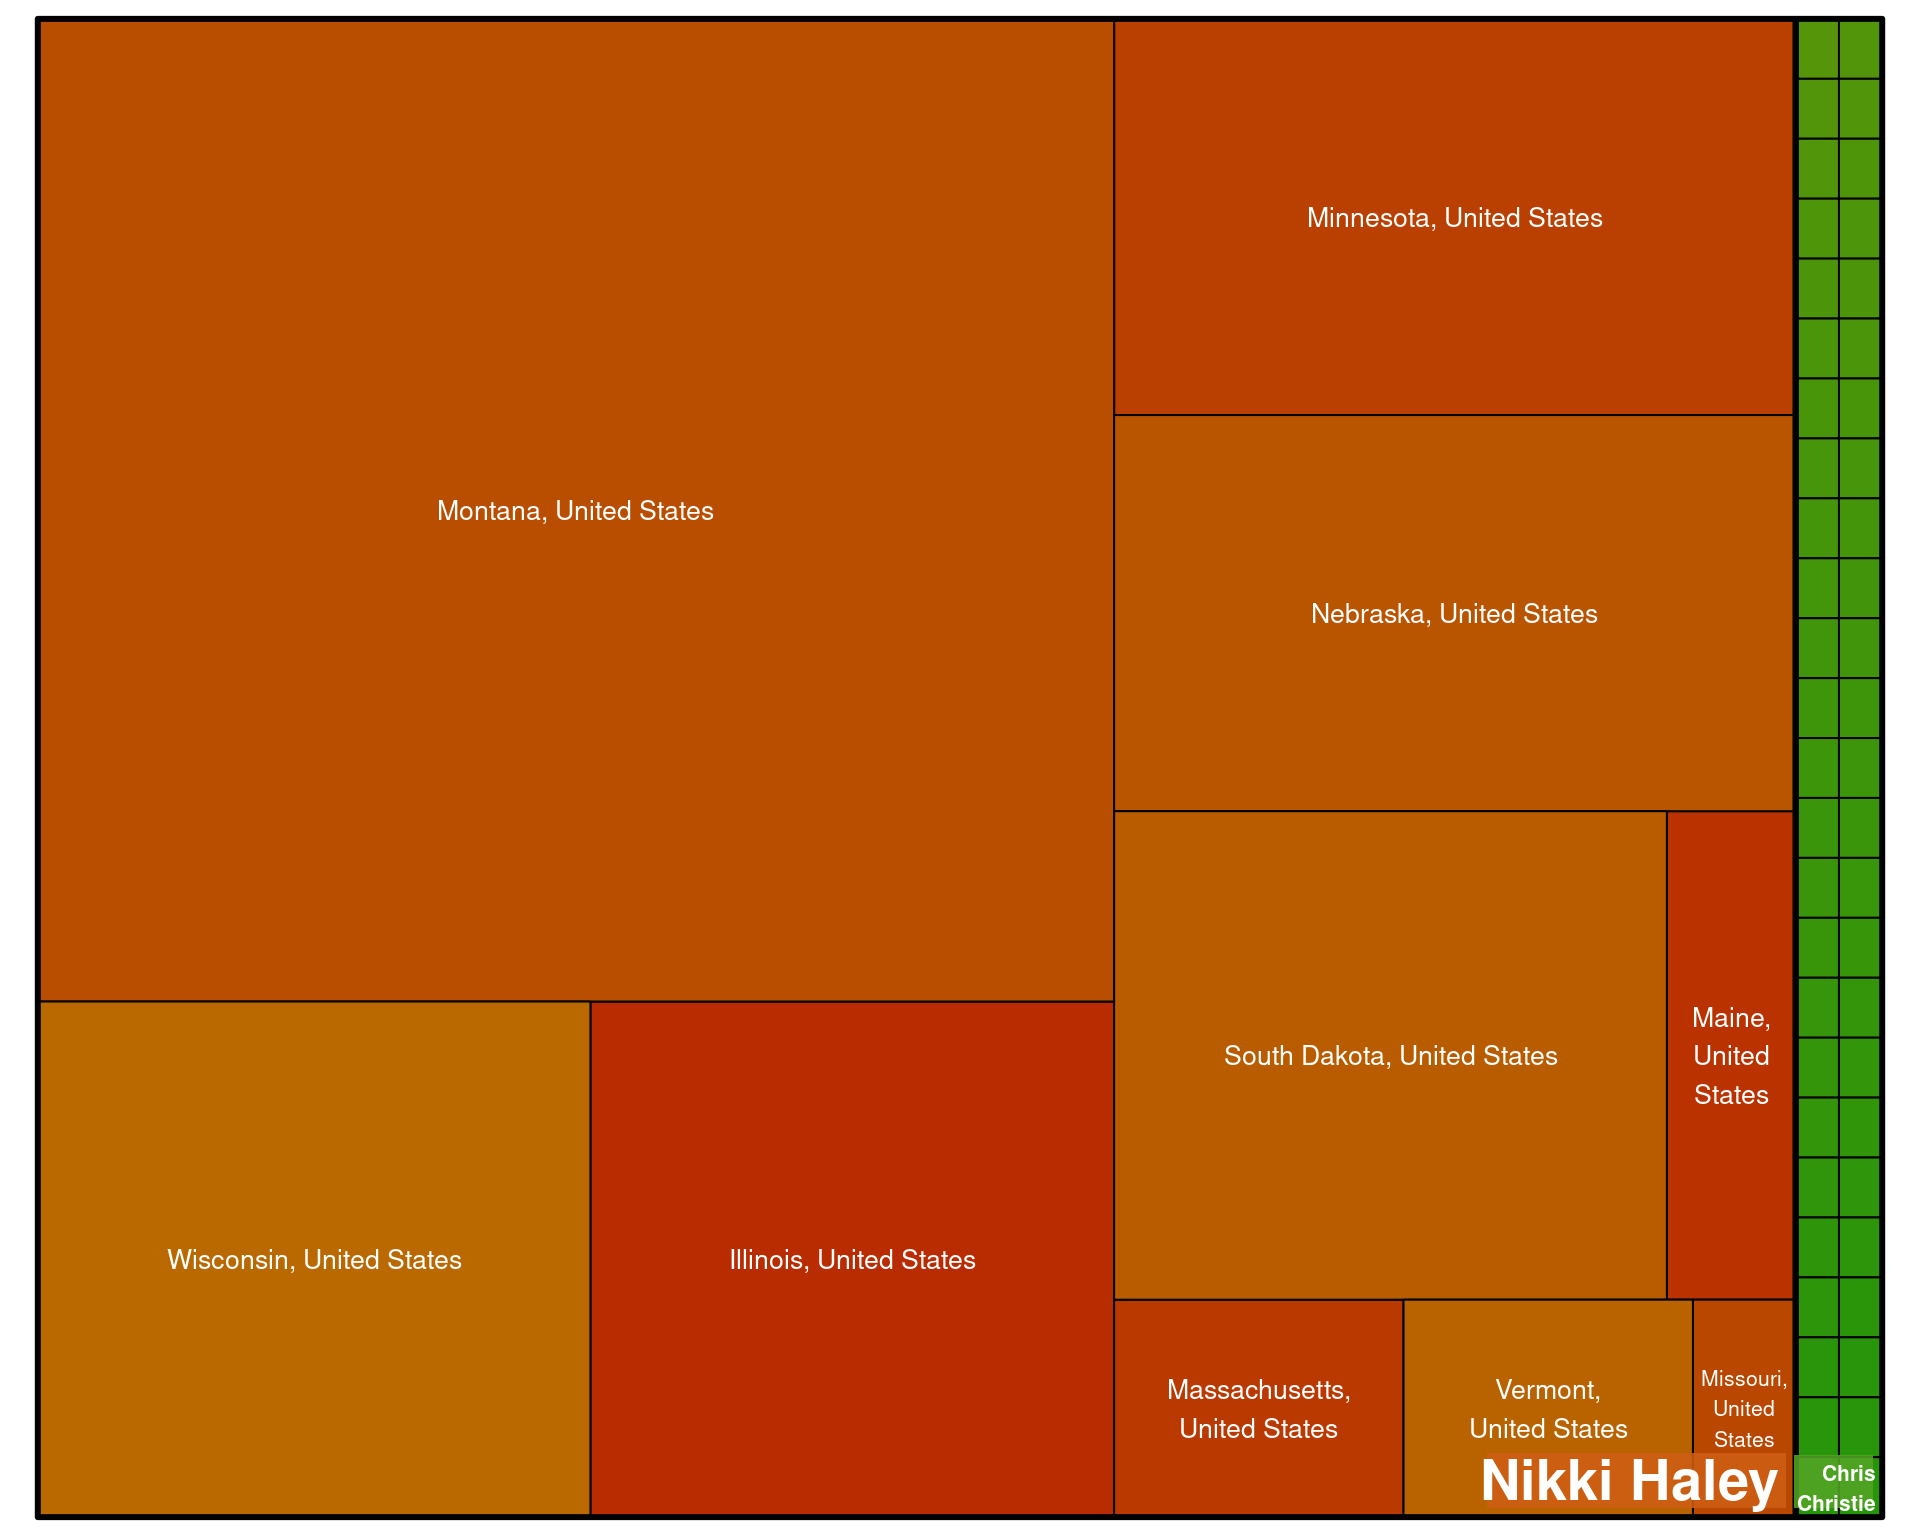 Montana, United States
Minnesota, United States
Nebraska, United States
South Dakota, United States
Maine,
United
States
Wisconsin, United States
Illinois, United States
Massachusetts,
United States
Vermont,
United States
Missouri,
United
States
Nikki Haley
Chris
Christie